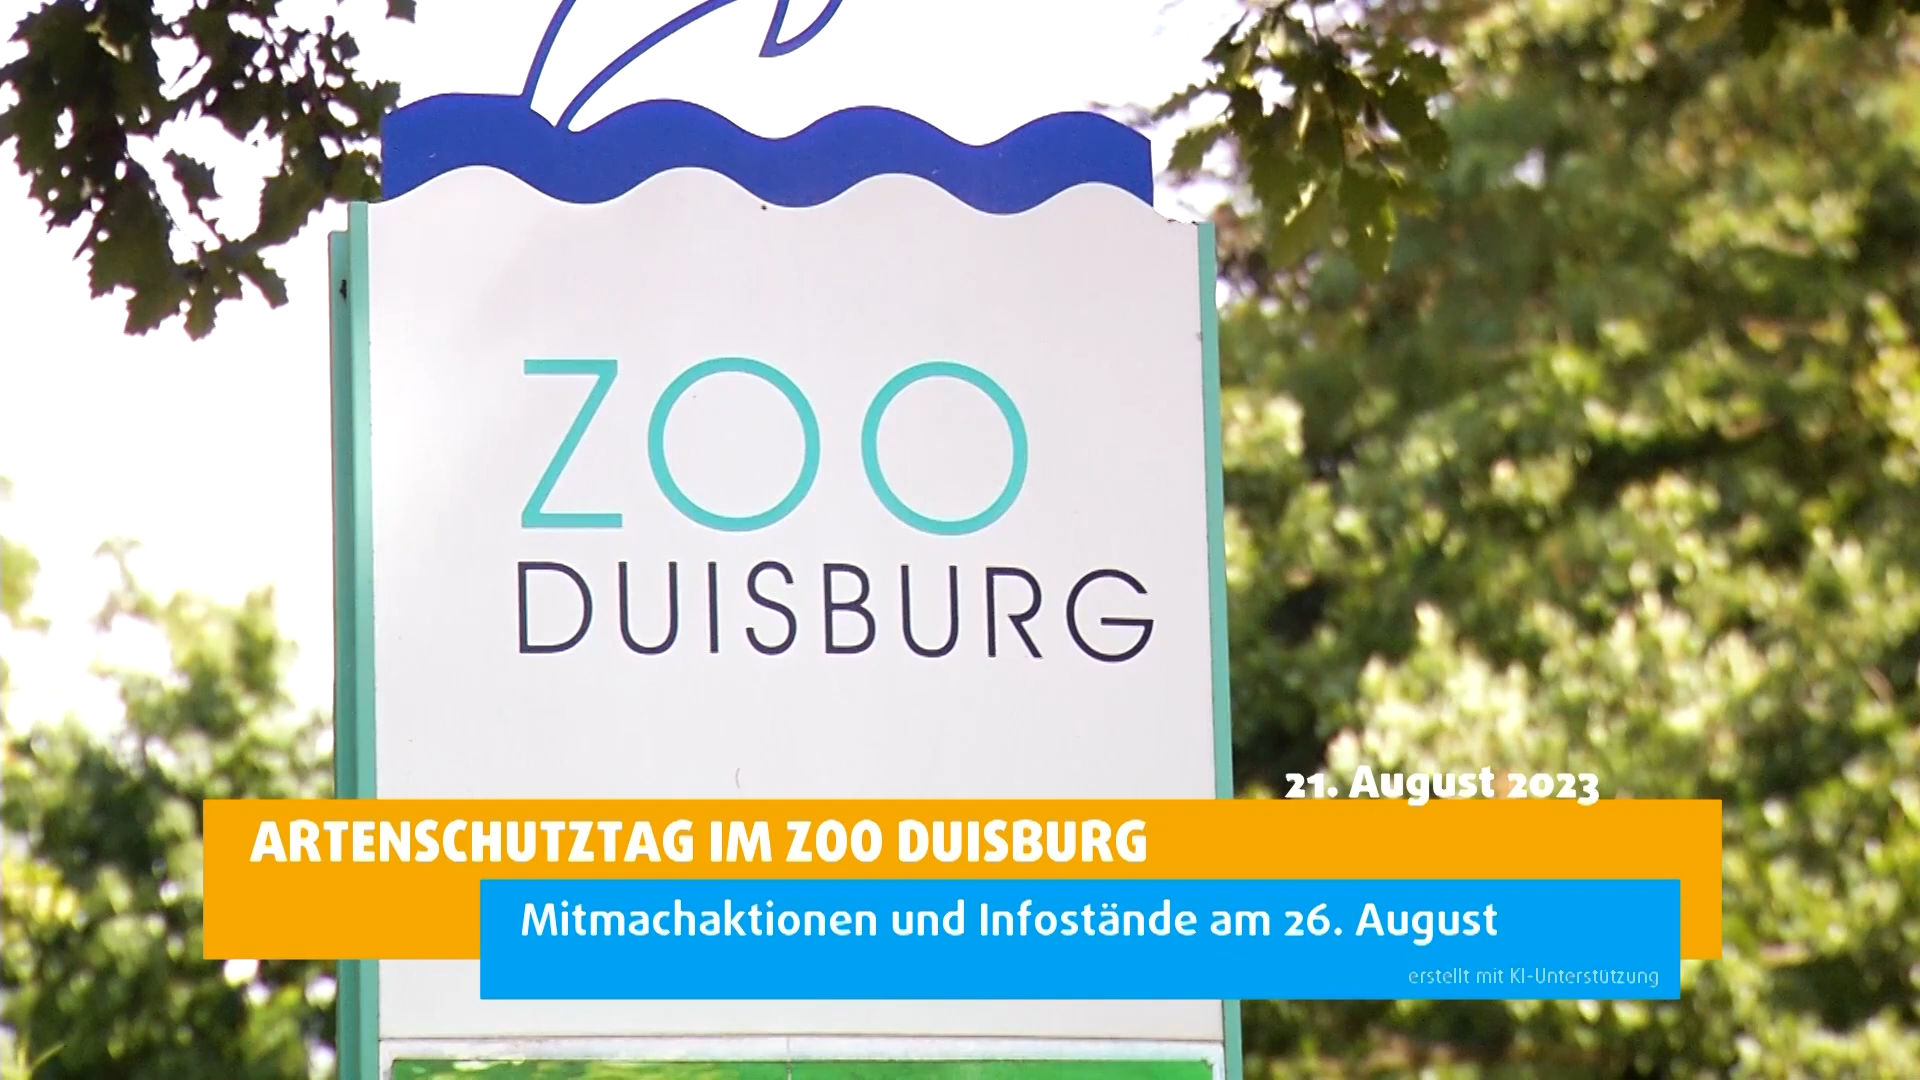 ZOO
DUISBURG
21. August 2023
ARTENSCHUTZTAG IM ZOO DUISBURG
Mitmachaktionen und Infostände am 26. August
erstellt mit KI-Unterstützung